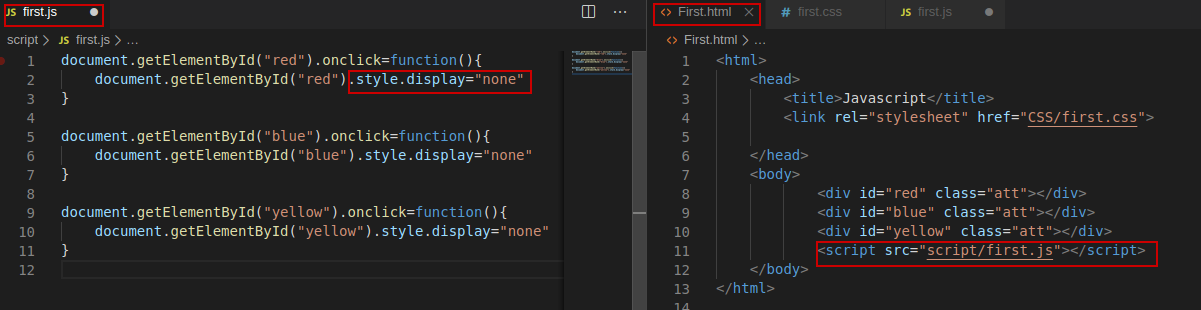 JS first.js
script > JS first.js > ...
1 document.getElementById("red").onclick=function(){
2 document.getElementById("red").style.display="none"
3 }
4
5 document.getElementById("blue").onclick=function(){
6 document.getElementById("blue").style.display="none"
7 }
8
9 document.getElementById("yellow").onclick=function(){
10 document.getElementById("yellow").style.display="none"
11 }
12
<> First.html × # first.css JS first.js
<> First.html > ...
1 <html>
2 <head>
3 <title>Javascript</title>
4 <link rel="stylesheet" href="CSS/first.css">
5
6 </head>
7 <body>
8 <div id="red" class="att"></div>
9 <div id="blue" class="att"></div>
10 <div id="yellow" class="att"></div>
11 <script src="script/first.js"></script>
12 </body>
13 </html>
14